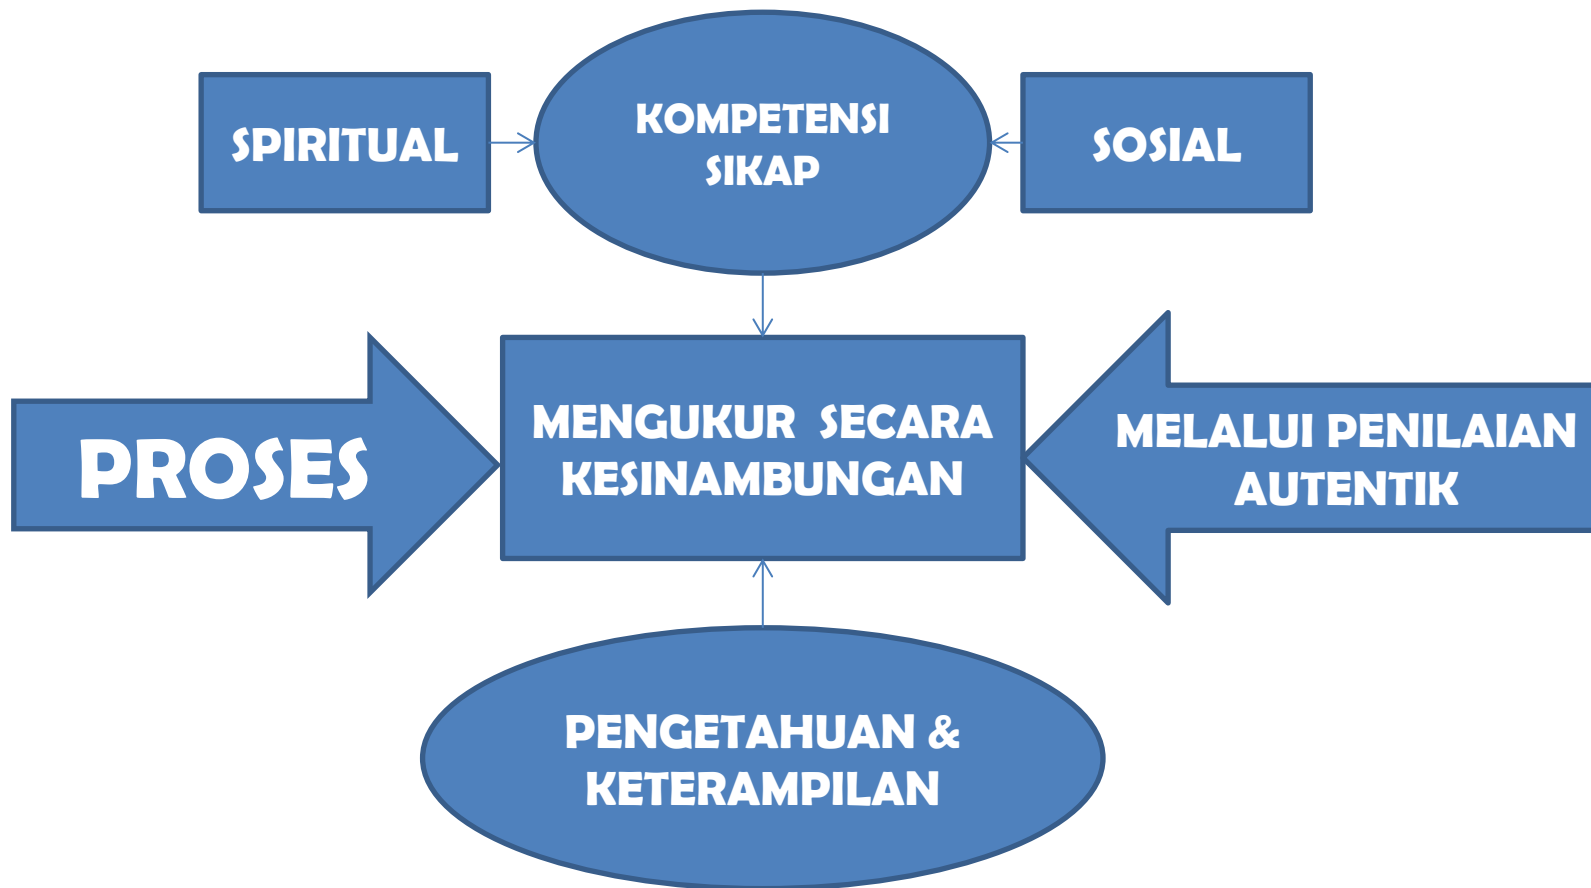 SPIRITUAL
KOMPETENSI
SIKAP
SOSIAL
PROSES
MENGUKUR SECARA
KESINAMBUNGAN
MELALUI PENILAIAN
AUTENTIK
PENGETAHUAN &
KETERAMPILAN